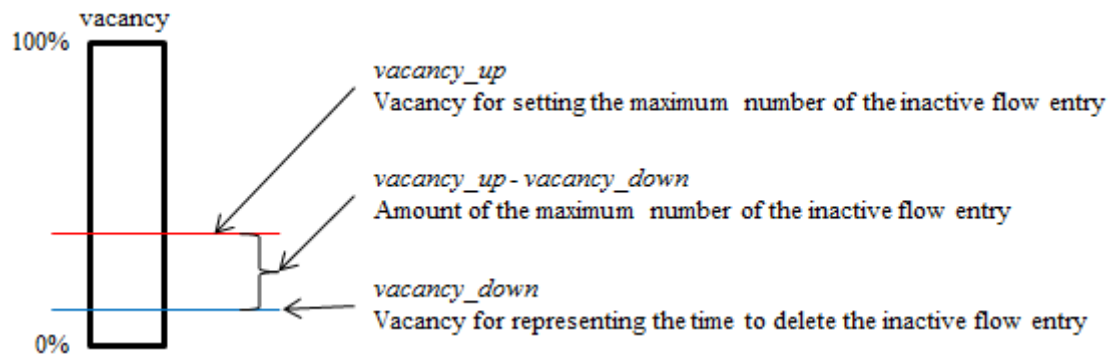 vacancy
100%
vacancy_up
Vacancy for setting the maximum number of the inactive flow entry
vacancy_up - vacancy_down
Amount of the maximum number of the inactive flow entry
vacancy_down
Vacancy for representing the time to delete the inactive flow entry
0%